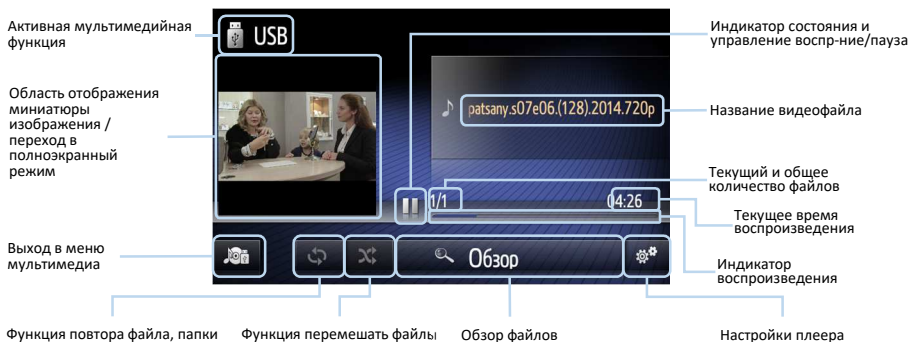 Активная мультимедийная
функция
USB
Индикатор состояния и
управление воспр-ние/пауза
Область отображения
миниатюры
изображения /
переход в
полноэкранный
режим
patsany.s07e06.(128).2014.720p
Название видеофайла
1/1
04:26
Текущий и общее
количество файлов
Текущее время
воспроизведения
Выход в меню
мультимедиа
Обзор
Индикатор
воспроизведения
Функция повтора файла, папки
Функция перемешать файлы
Обзор файлов
Настройки плеера